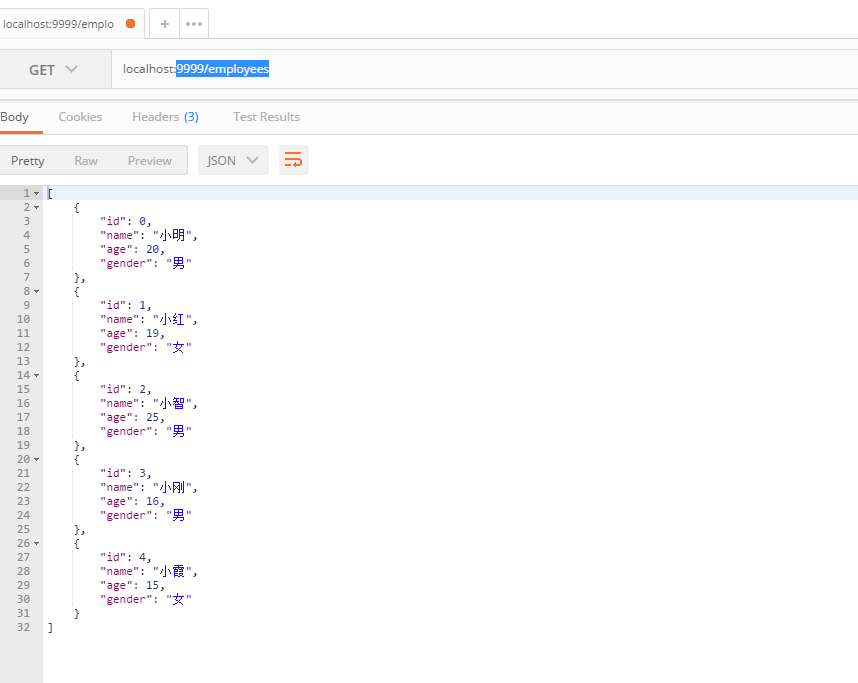 localhost:9999/emplo
+ •••
GET localhost:9999/employees
Body Cookies Headers (3) Test Results
Pretty Raw Preview JSON
1 [
2 {
3 "id": 0,
4 "name": "小明",
5 "age": 20,
6 "gender": "男"
7 },
8 {
9 "id": 1,
10 "name": "小红",
11 "age": 19,
12 "gender": "女"
13 },
14 {
15 "id": 2,
16 "name": "小智",
17 "age": 25,
18 "gender": "男"
19 },
20 {
21 "id": 3,
22 "name": "小刚",
23 "age": 16,
24 "gender": "男"
25 },
26 {
27 "id": 4,
28 "name": "小霞",
29 "age": 15,
30 "gender": "女"
31 }
32 ]